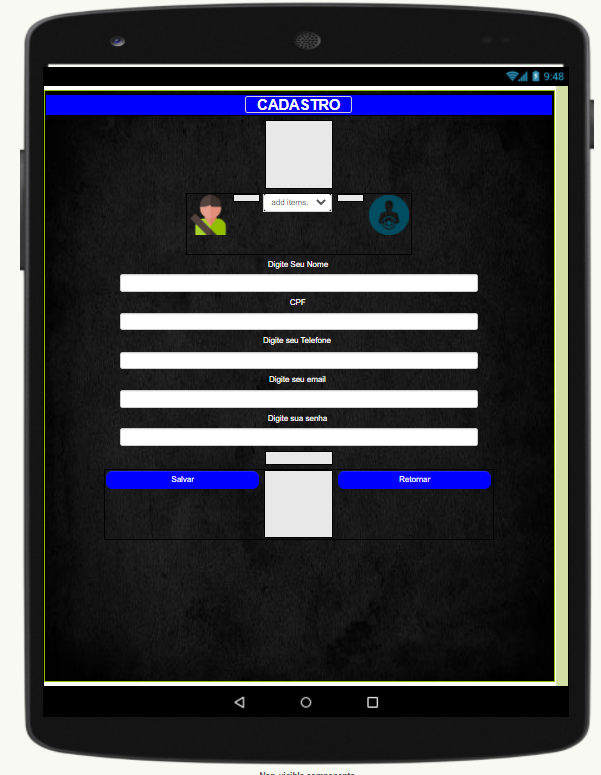 9:48
CADASTRO
add items.
Digite Seu Nome
CPF
Digite seu Telefone
Digite seu email
Digite sua senha
Salvar
Retornar
Non-visible components